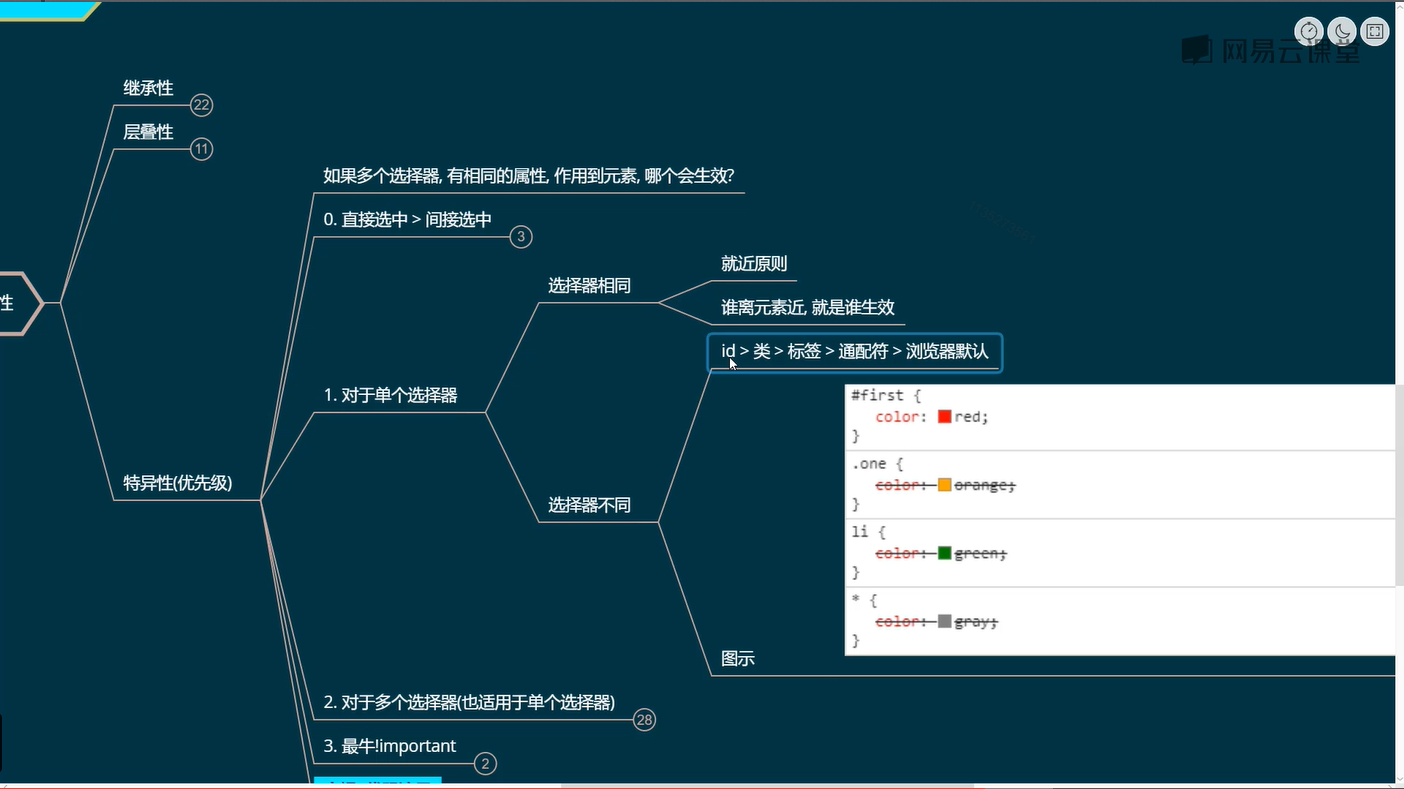 网易云课堂
继承性
22
层叠性
11
如果多个选择器, 有相同的属性, 作用到元素, 哪个会生效?
0. 直接选中 > 间接选中
3
就近原则
选择器相同
性
谁离元素近, 就是谁生效
id > 类 > 标签 > 通配符 > 浏览器默认
1. 对于单个选择器
#first {
color: red;
}
.one {
color: orange;
}
特异性(优先级)
选择器不同
li {
color: green;
}
* {
color: gray;
}
图示
2. 对于多个选择器(也适用于单个选择器)
28
3. 最牛!important
2